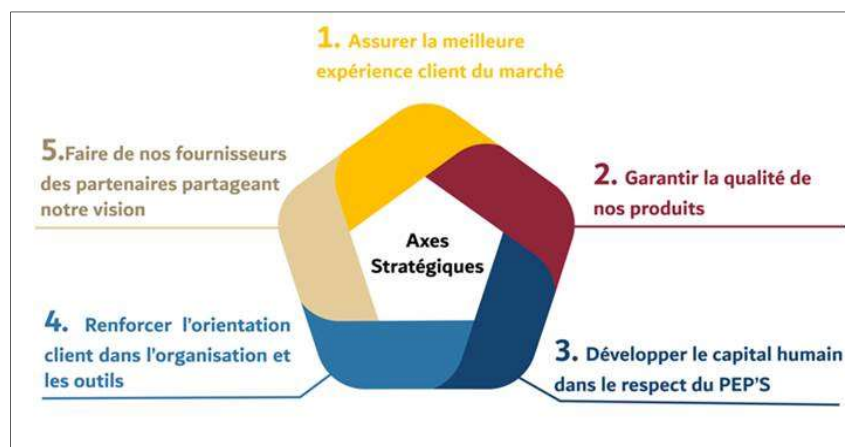 1. Assurer la meilleure
expérience client du marché
2. Garantir la qualité de
nos produits
3. Développer le capital humain
dans le respect du PEP'S
4. Renforcer l'orientation
client dans l'organisation et
les outils
5.Faire de nos fournisseurs
des partenaires partageant
notre vision
Axes
Stratégiques